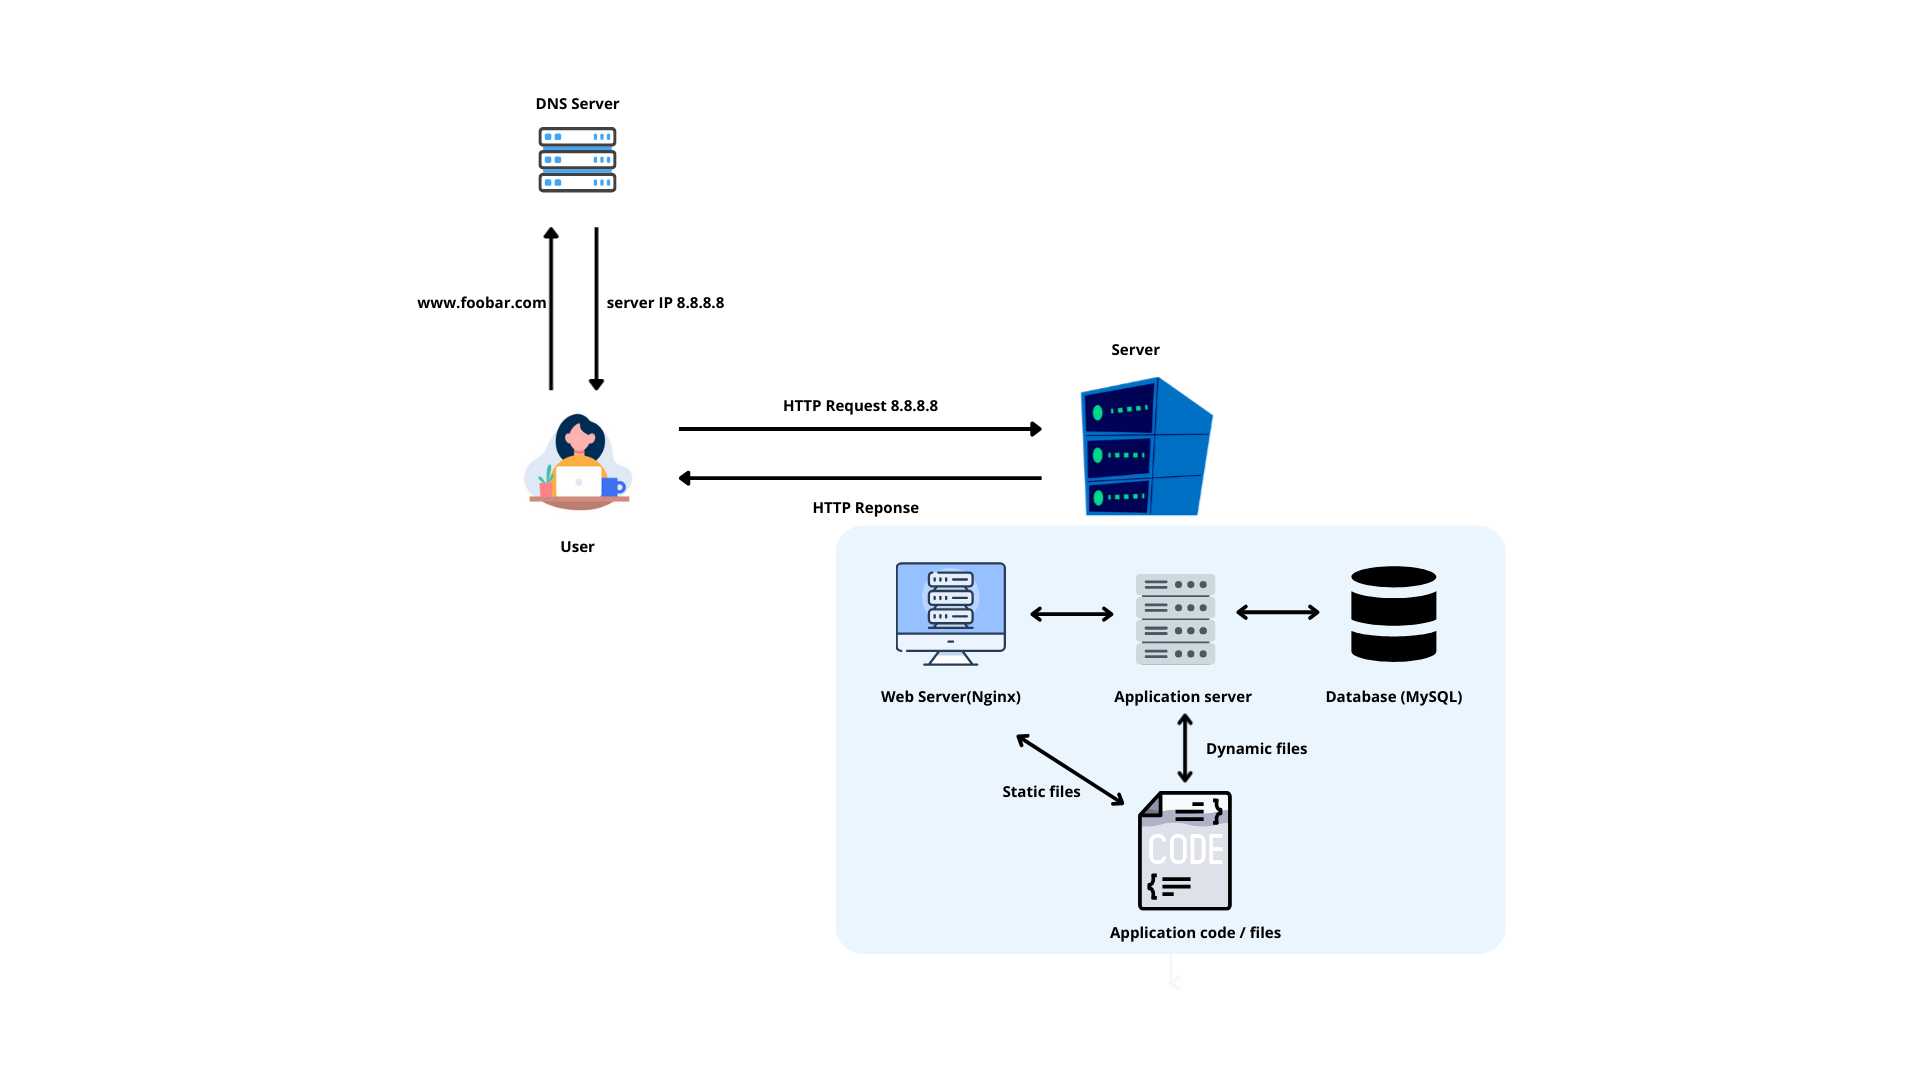 DNS Server
www.foobar.com
server IP 8.8.8.8
Server
HTTP Request 8.8.8.8
HTTP Reponse
User
Web Server(Nginx)
Application server
Database (MySQL)
Dynamic files
Static files
CODE
Application code / files